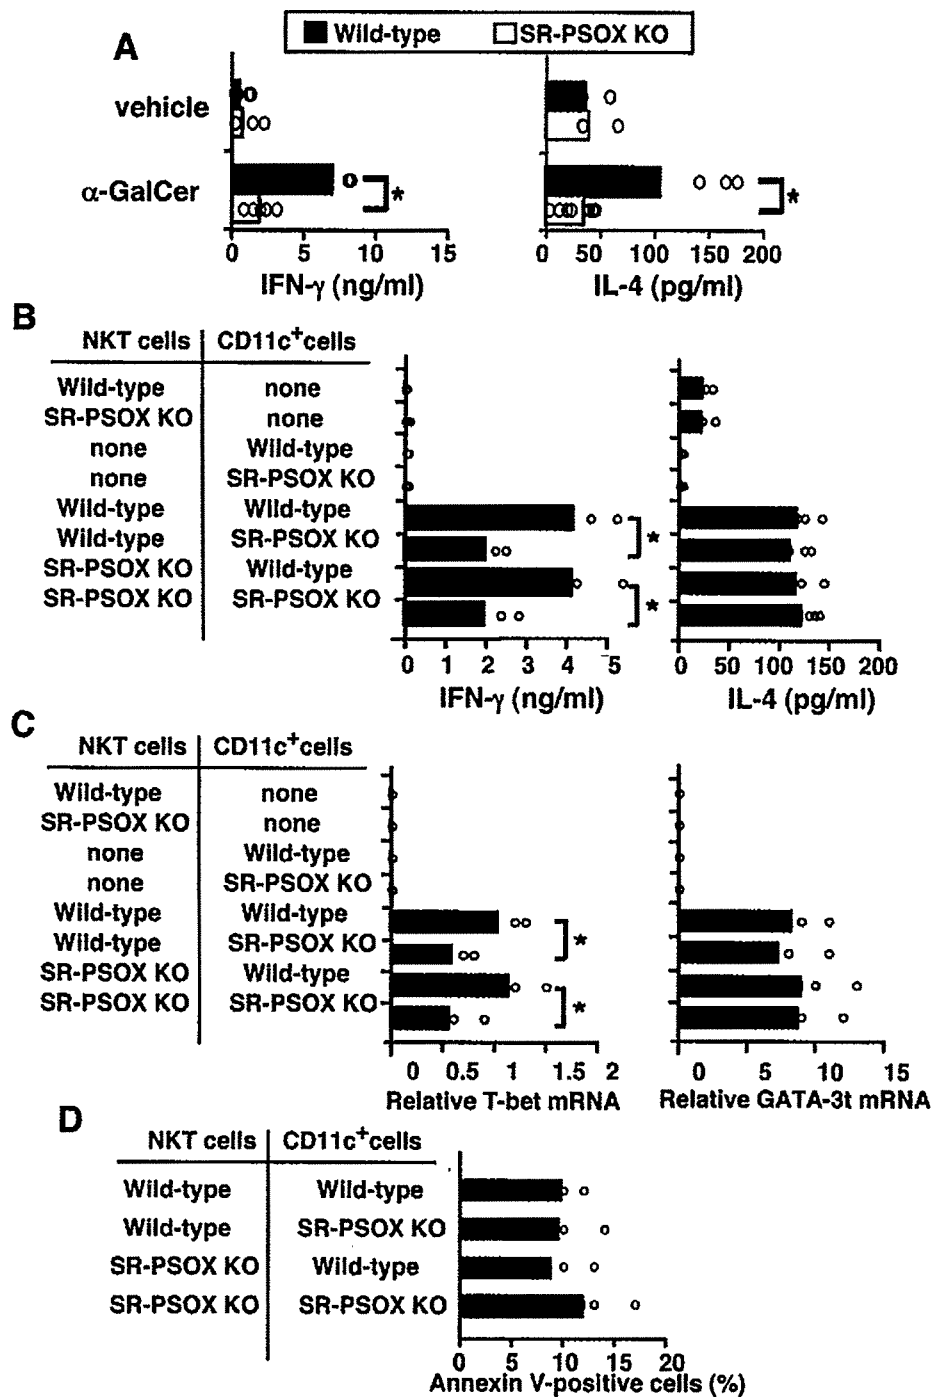 A
Wild-type SR-PSOX KO
vehicle
α-GalCer
*
*
0 5 10 15
0 50 100 150 200
IFN-γ (ng/ml)
IL-4 (pg/ml)
B
NKT cells CD11c+cells
Wild-type none
SR-PSOX KO none
none Wild-type
none SR-PSOX KO
Wild-type Wild-type
Wild-type SR-PSOX KO
SR-PSOX KO Wild-type
SR-PSOX KO SR-PSOX KO
*
*
0 1 2 3 4 5
0 50 100 150 200
IFN-γ (ng/ml)
IL-4 (pg/ml)
C
NKT cells CD11c+cells
Wild-type none
SR-PSOX KO none
none Wild-type
none SR-PSOX KO
Wild-type Wild-type
Wild-type SR-PSOX KO
SR-PSOX KO Wild-type
SR-PSOX KO SR-PSOX KO
*
*
0 0.5 1 1.5 2
0 5 10 15
Relative T-bet mRNA
Relative GATA-3t mRNA
D
NKT cells CD11c+cells
Wild-type Wild-type
Wild-type SR-PSOX KO
SR-PSOX KO Wild-type
SR-PSOX KO SR-PSOX KO
0 5 10 15 20
Annexin V-positive cells (%)